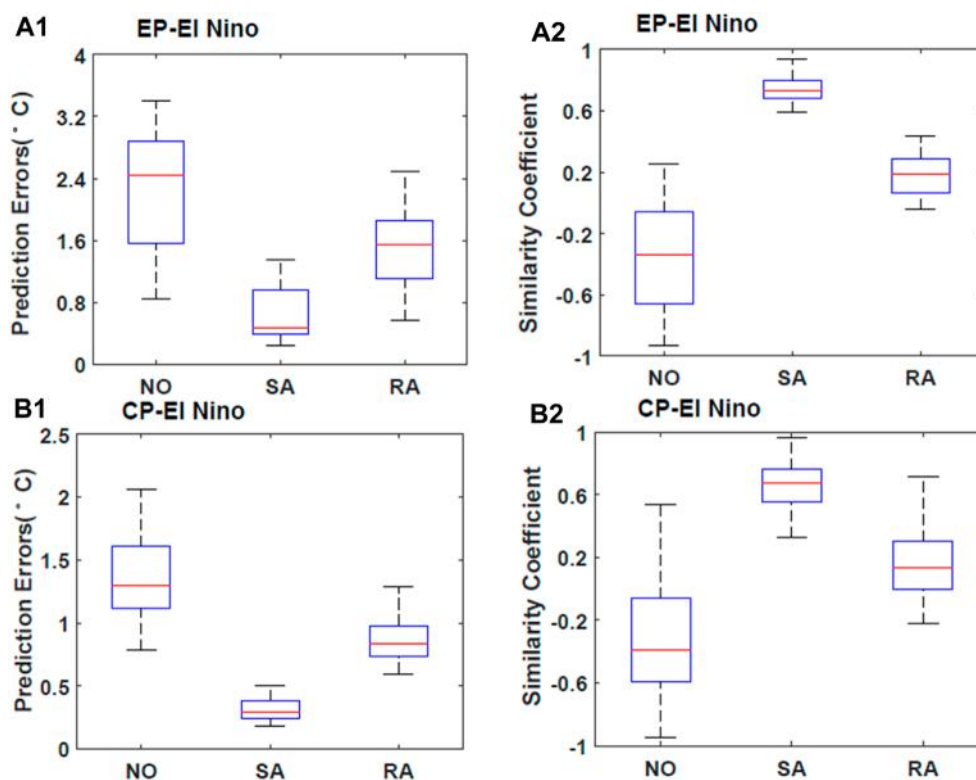 A1
EP-El Nino
Prediction Errors(° C)
4
3.2
2.4
1.6
0.8
0
NO SA RA
A2
EP-El Nino
Similarity Coefficient
1
0.6
0.2
-0.2
-0.6
-1
NO SA RA
B1
CP-El Nino
Prediction Errors(° C)
2.5
2
1.5
1
0.5
0
NO SA RA
B2
CP-El Nino
Similarity Coefficient
1
0.6
0.2
-0.2
-0.6
-1
NO SA RA